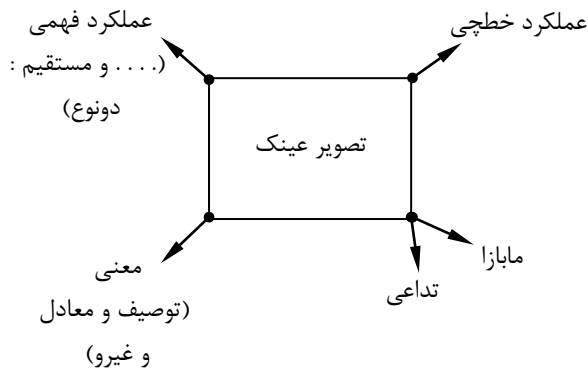 عملکرد خطچی
عملکرد فهمی
(. . . . و مستقیم :
دونوع)
تصویر عینک
مابازا
تداعی
معنی
(توصیف و معادل
و غیرو)